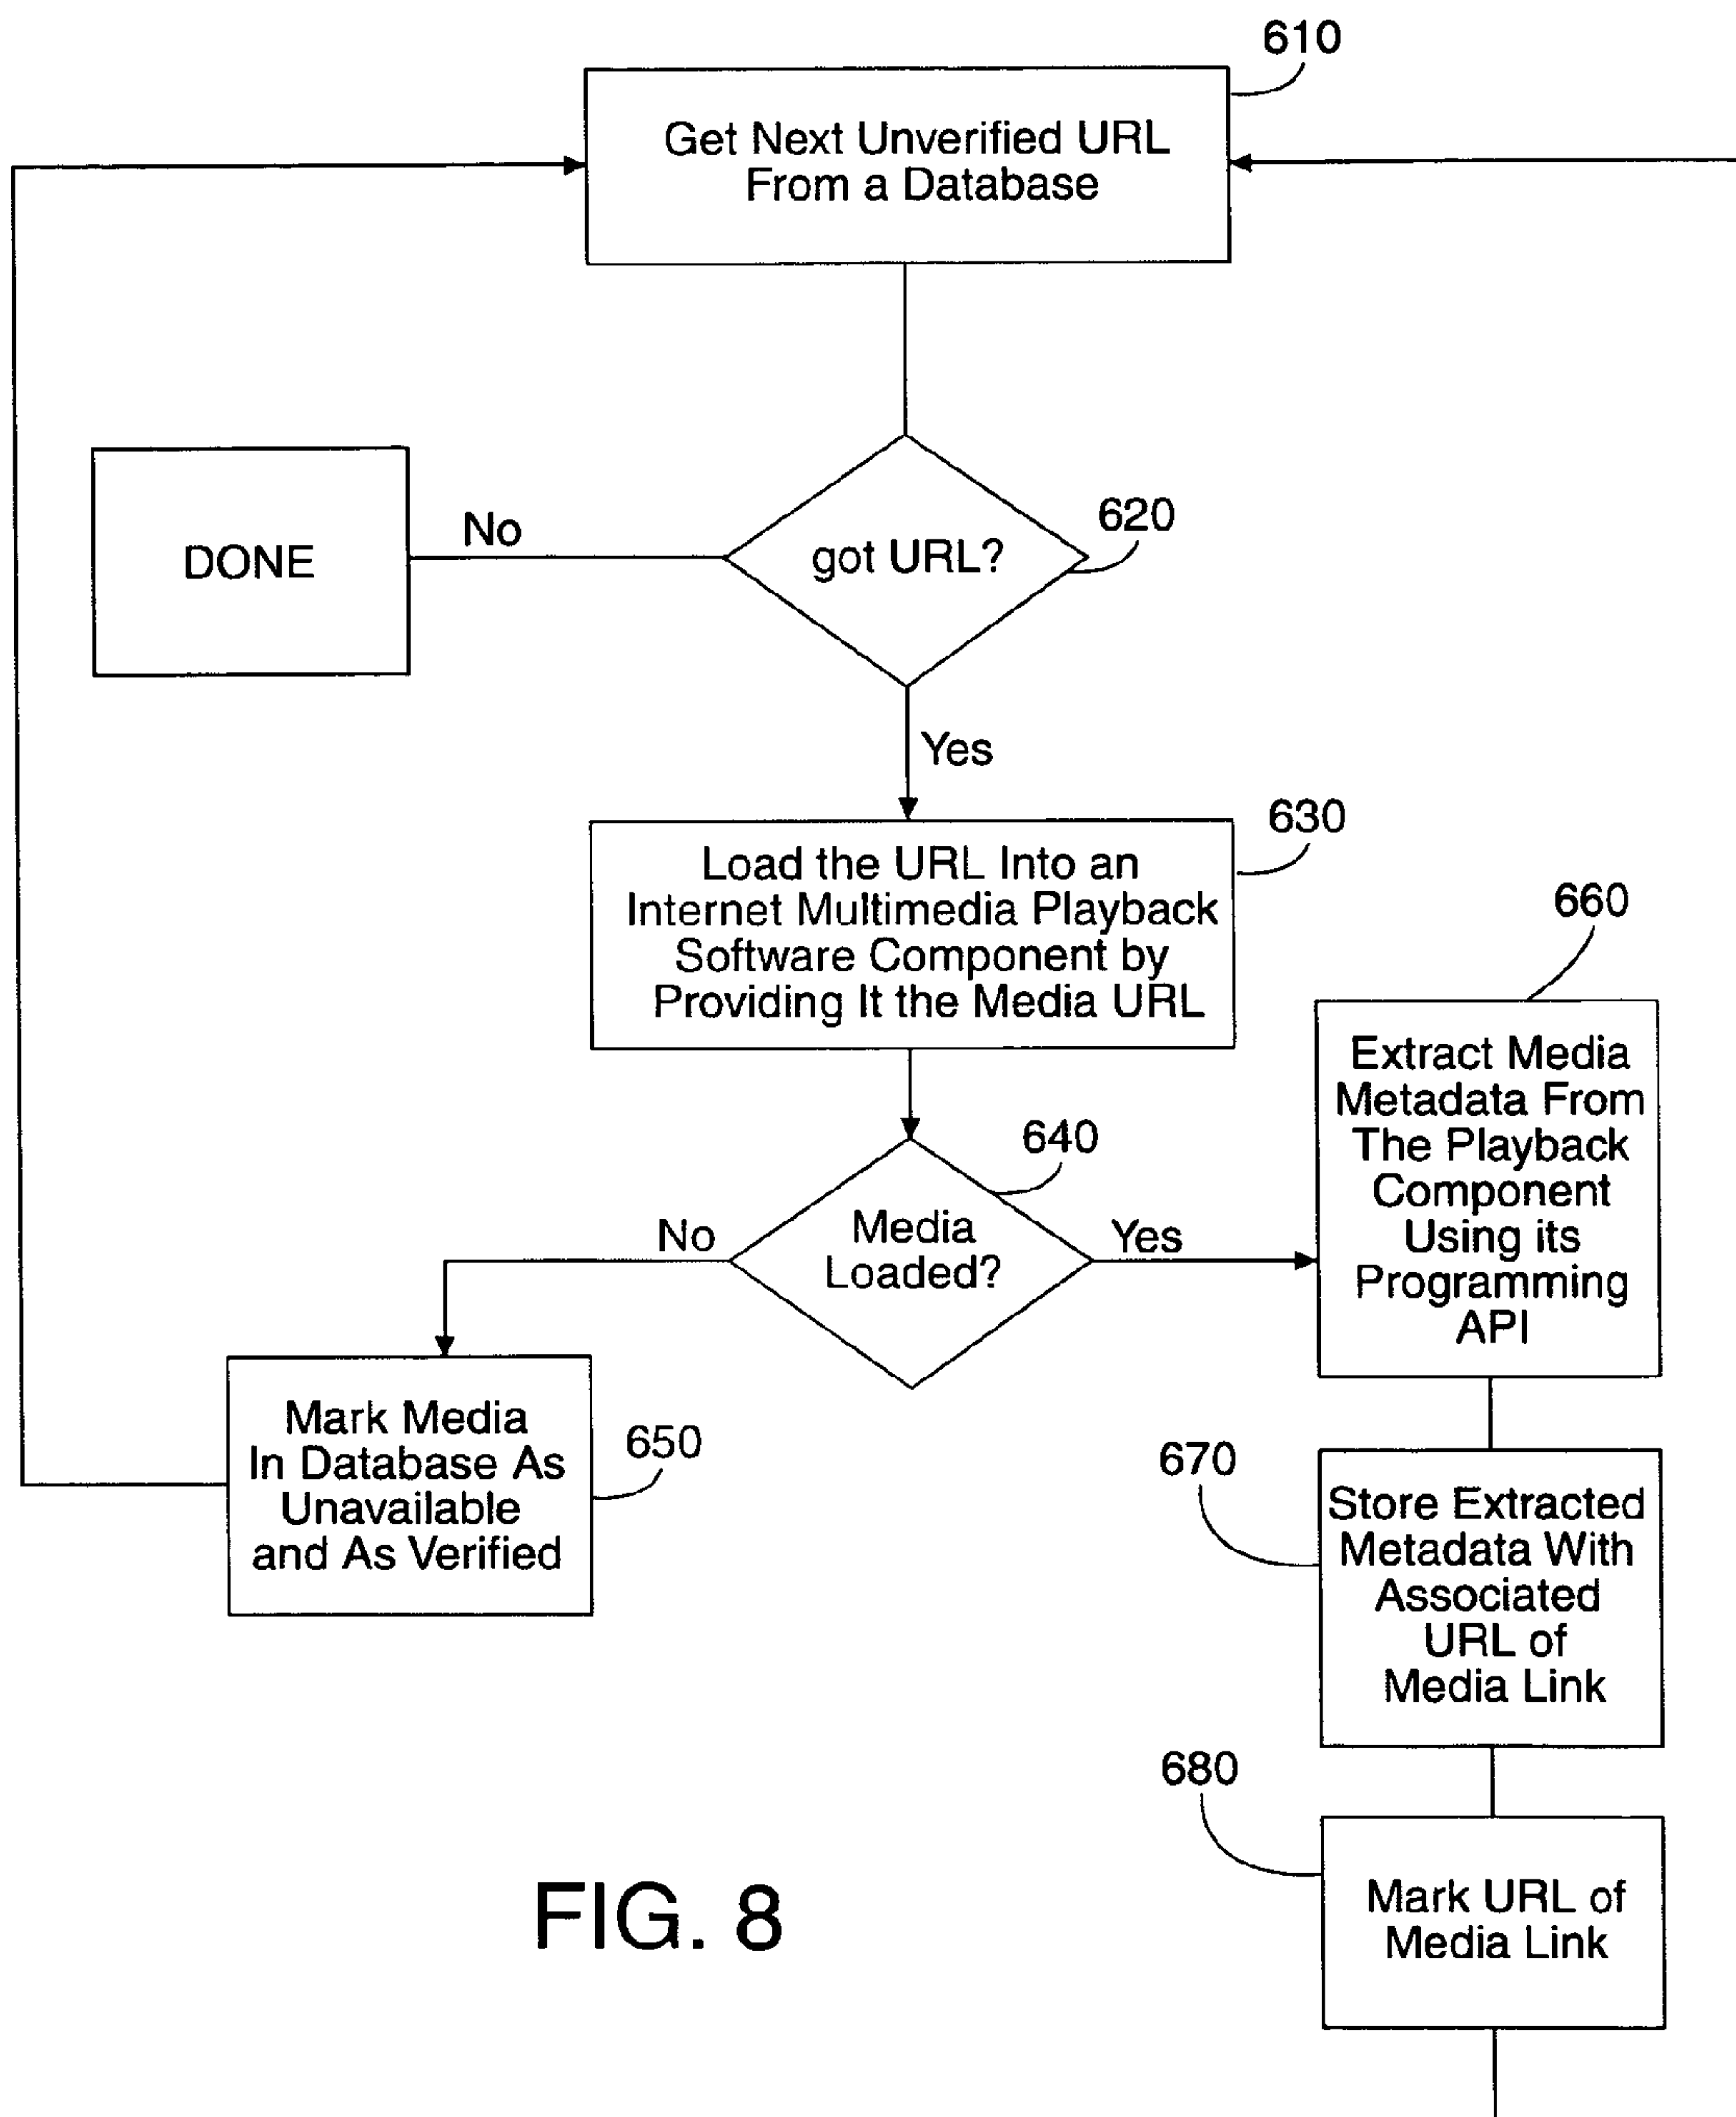 610
Get Next Unverified URL
From a Database
DONE
No
got URL?
620
Yes
630
Load the URL Into an
Internet Multimedia Playback
Software Component by
Providing It the Media URL
660
Extract Media
Metadata From
The Playback
Component
Using its
Programming
API
640
No
Media
Loaded?
Yes
Mark Media
In Database As
Unavailable
and As Verified
650
670
Store Extracted
Metadata With
Associated
URL of
Media Link
680
Mark URL of
Media Link
FIG. 8